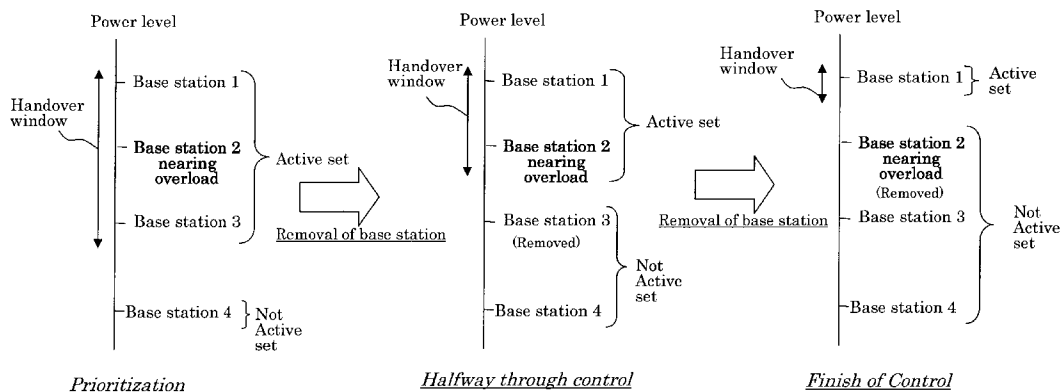 Power level
Handover
window
Base station 1
Base station 2
nearing
overload
Base station 3
Active set
Base station 4
Not
Active
set
Prioritization
Removal of base station
Power level
Handover
window
Base station 1
Base station 2
nearing
overload
Active set
Base station 3
(Removed)
Base station 4
Not
Active
set
Halfway through control
Removal of base station
Power level
Handover
window
Base station 1
Active
set
Base station 2
nearing
overload
(Removed)
Base station 3
Base station 4
Not
Active
set
Finish of Control